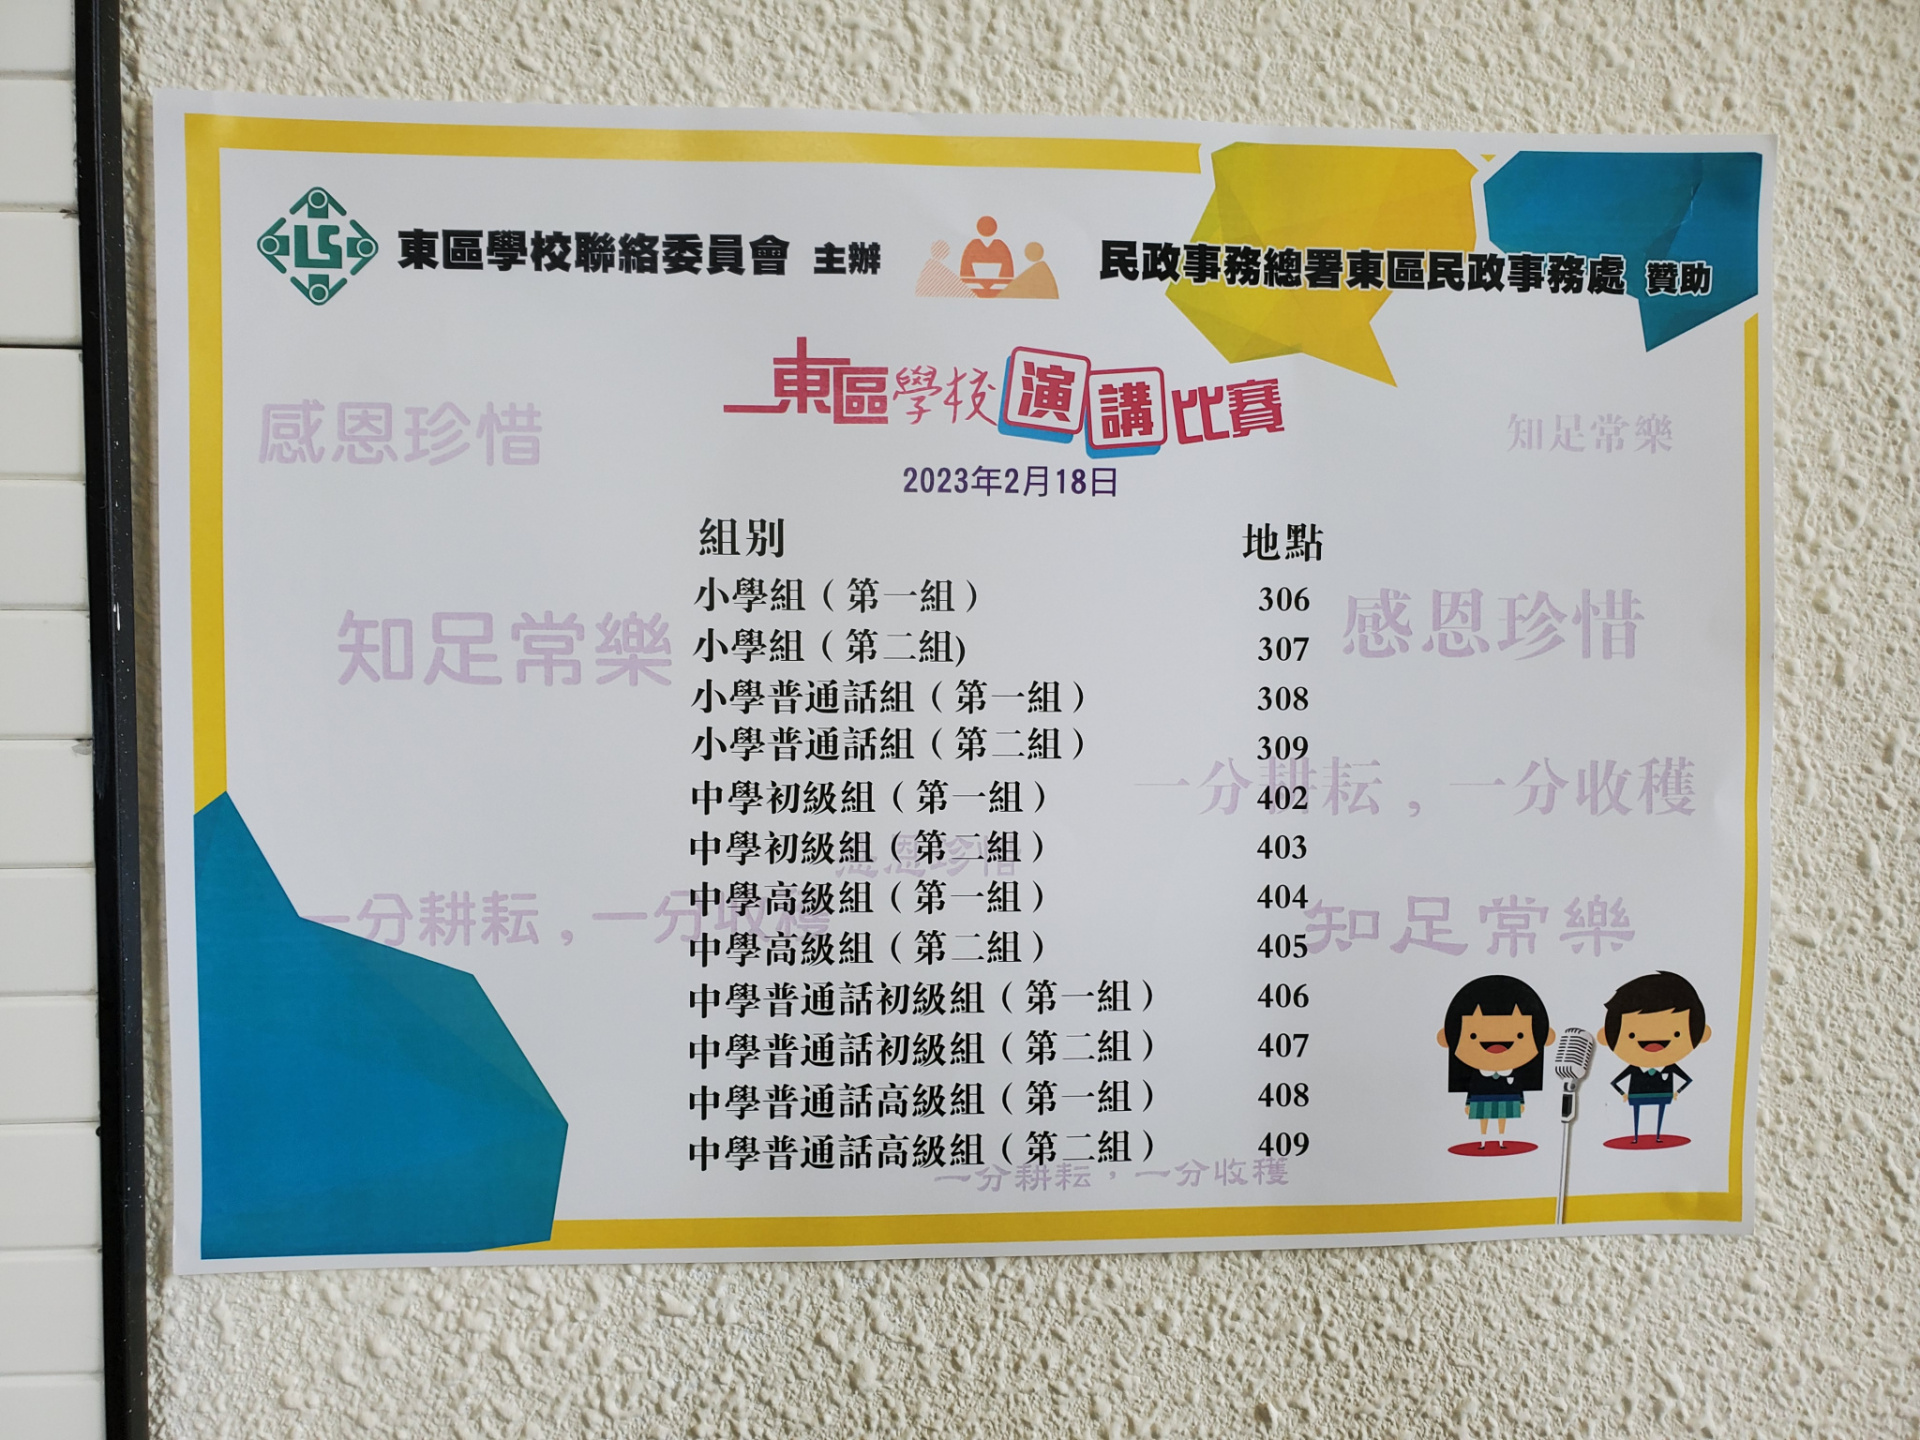 LS 東區學校聯絡委員會 主辦 民政事務總署東區民政事務處 贊助
東區學校演講比賽
感恩珍惜
知足常樂
2023年2月18日
組別 地點
小學組（第一組） 306
感恩珍惜
知足常樂
小學組（第二組) 307
小學普通話組（第一組） 308
小學普通話組（第二組） 309
一分耕耘，一分收穫
中學初級組（第一組） 402
中學初級組（第二組） 403
感恩珍惜
中學高級組（第一組） 404
一分耕耘，一分收穫
知足常樂
中學高級組（第二組） 405
中學普通話初級組（第一組） 406
中學普通話初級組（第二組） 407
中學普通話高級組（第一組） 408
中學普通話高級組（第二組） 409
一分耕耘，一分收穫